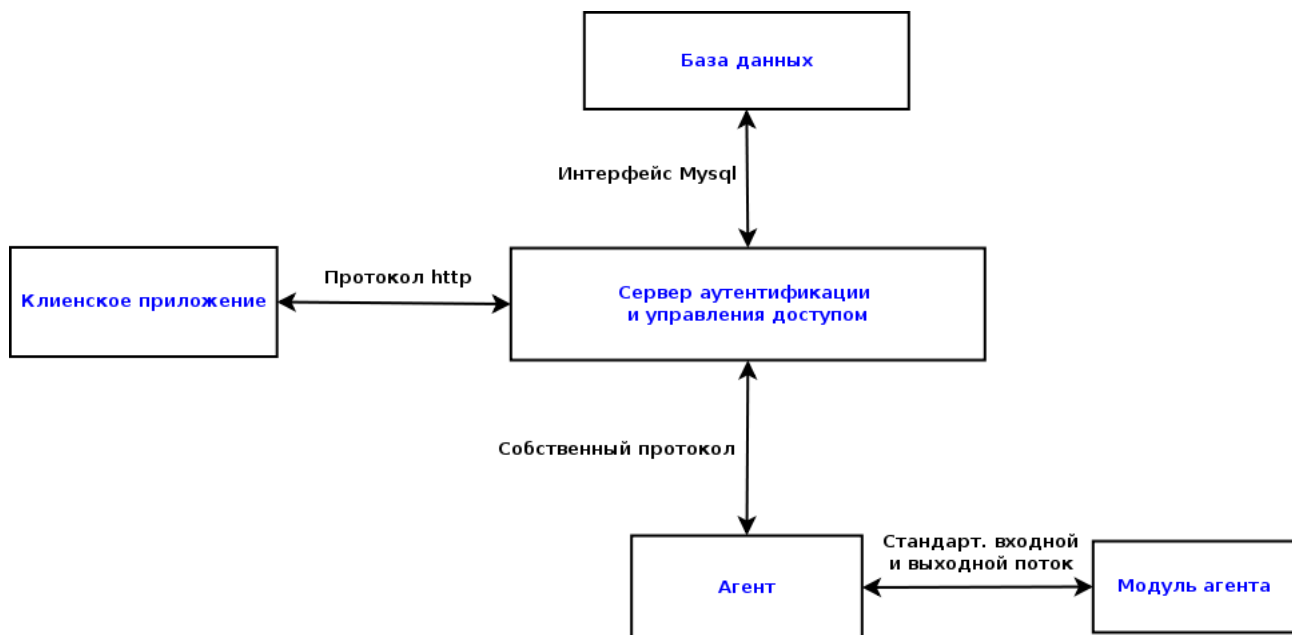 База данных
Интерфейс Mysql
Клиенское приложение
Протокол http
Сервер аутентификации
и управления доступом
Собственный протокол
Агент
Стандарт. входной
и выходной поток
Модуль агента